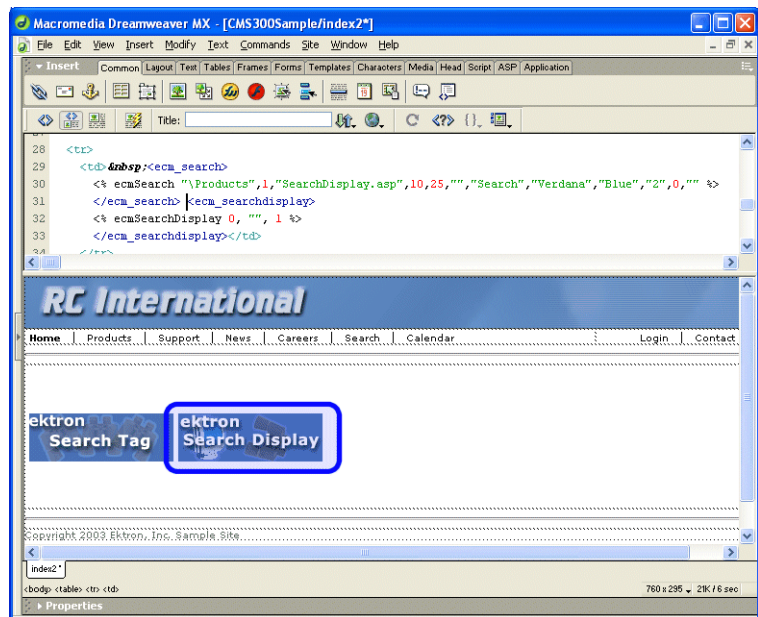 Macromedia Dreamweaver MX - [CMS300Sample/index2*]
File Edit View Insert Modify Text Commands Site Window Help
Insert Common Layout Text Tables Frames Forms Templates Characters Media Head Script ASP Application
Title:
28 <tr>
29 <td>&nbsp;<ecm_search>
30 <% ecmSearch "\Products",1,"SearchDisplay.asp",10,25,"","Search","Verdana","Blue","2",0,"" %>
31 </ecm_search> <ecm_searchdisplay>
32 <% ecmSearchDisplay 0, "", 1 %>
33 </ecm_searchdisplay></td>
34 </tr>
RC International
Home | Products | Support | News | Careers | Search | Calendar Login | Contact
ektron
Search Tag
ektron
Search Display
Copyright 2003 Ektron, Inc. Sample Site
index2*
<body> <table> <tr> <td> 760 x 295 21K / 6 sec
Properties